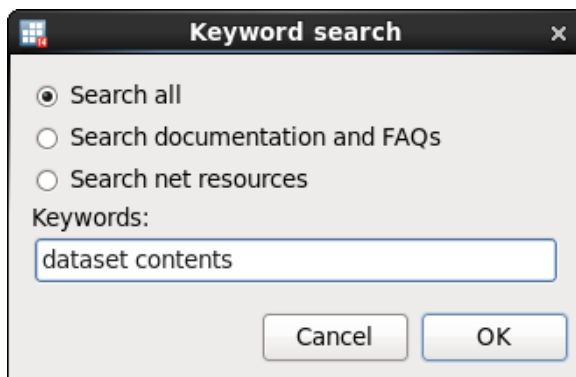 Keyword search
Search all
Search documentation and FAQs
Search net resources
Keywords:
dataset contents
Cancel OK